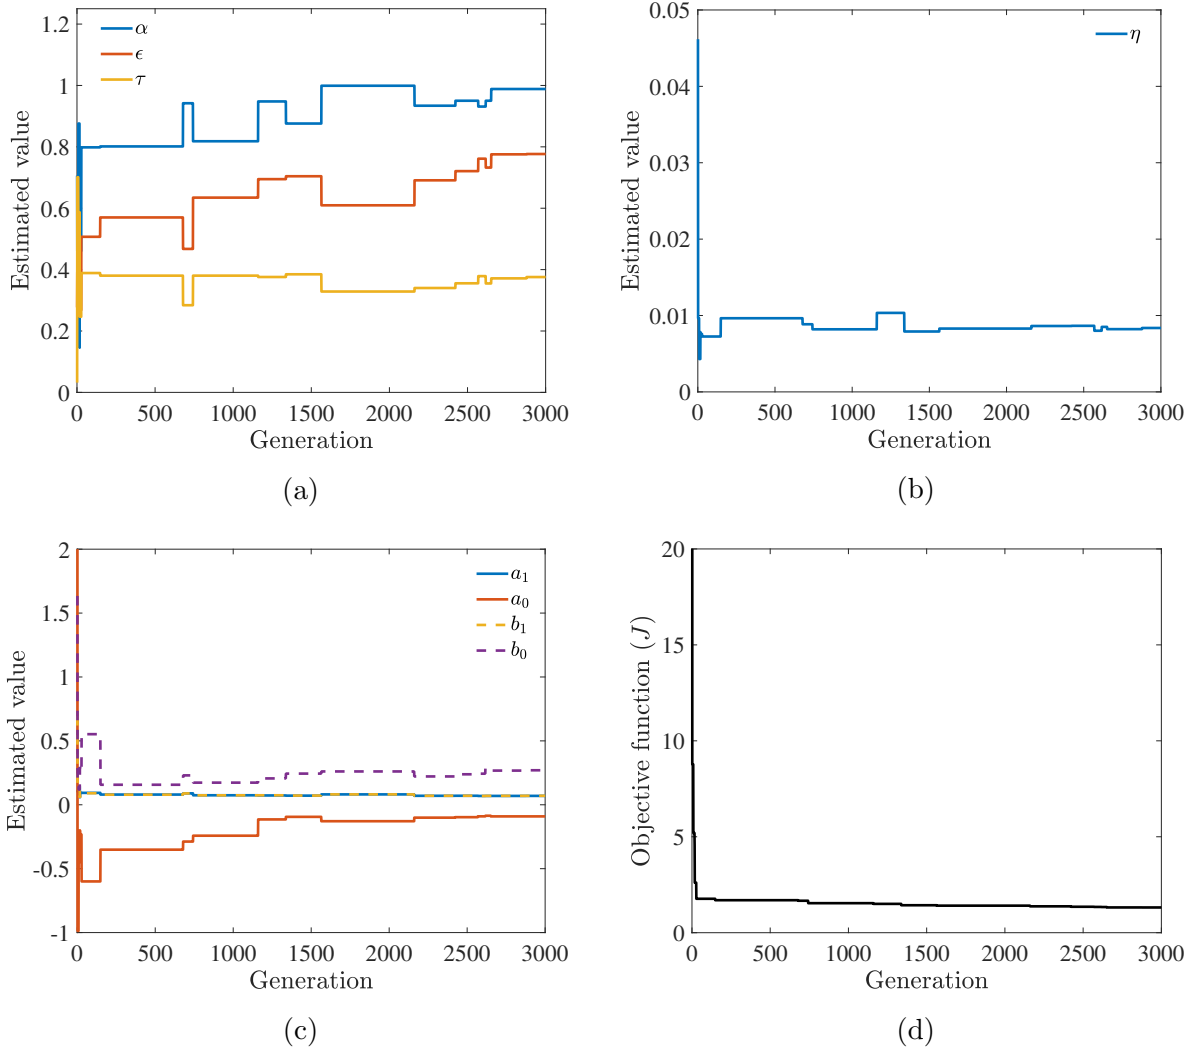 1.2
1
0.8
0.6
0.4
0.2
0
α
ϵ
τ
Estimated value
0 500 1000 1500 2000 2500 3000
Generation
(a)
0.05
0.04
0.03
0.02
0.01
0
η
Estimated value
0 500 1000 1500 2000 2500 3000
Generation
(b)
2
1.5
1
0.5
0
-0.5
-1
a₁
a₀
b₁
b₀
Estimated value
0 500 1000 1500 2000 2500 3000
Generation
(c)
20
15
10
5
0
Objective function (J)
0 500 1000 1500 2000 2500 3000
Generation
(d)